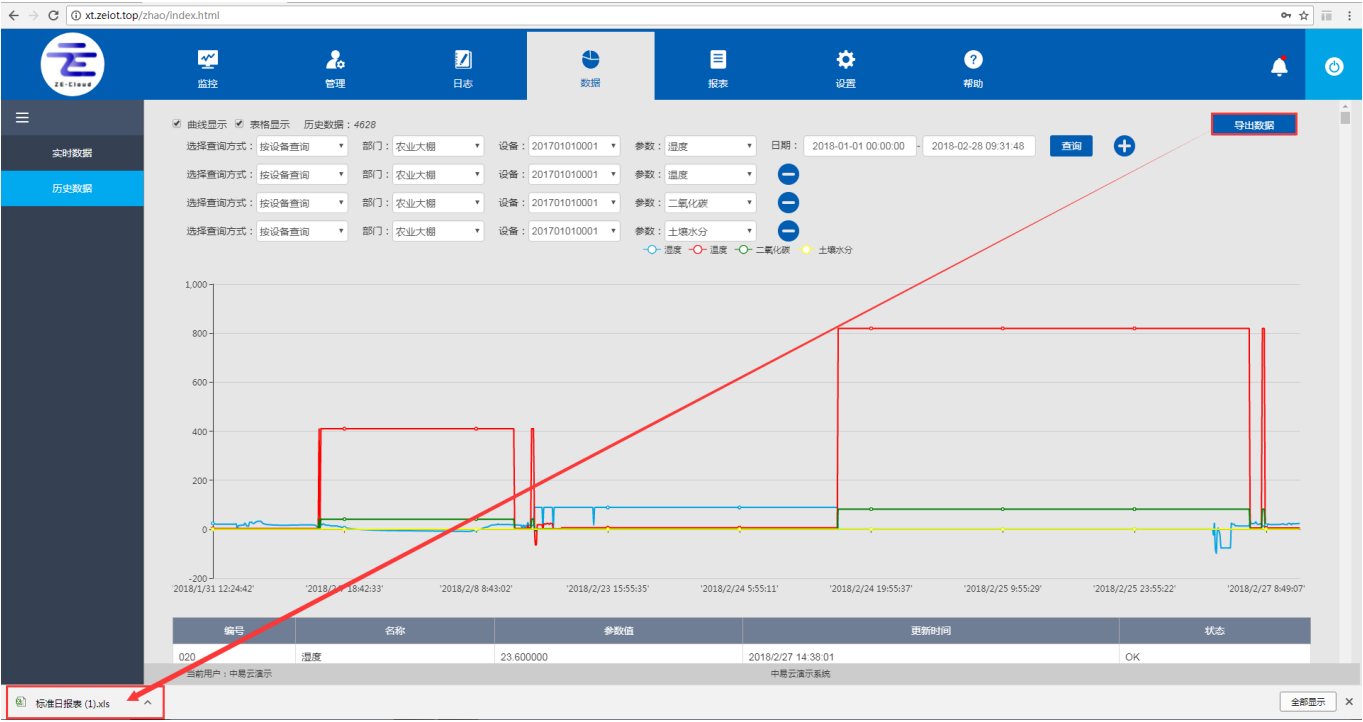 xt.zeiot.top/zhao/index.html
ZE-Cloud
监控 管理 日志 数据 报表 设置 帮助
实时数据
历史数据
曲线显示 表格显示 历史数据：4628 导出数据
选择查询方式：按设备查询 部门：农业大棚 设备：201701010001 参数：湿度 日期：2018-01-01 00:00:00 - 2018-02-28 09:31:48 查询
选择查询方式：按设备查询 部门：农业大棚 设备：201701010001 参数：温度
选择查询方式：按设备查询 部门：农业大棚 设备：201701010001 参数：二氧化碳
选择查询方式：按设备查询 部门：农业大棚 设备：201701010001 参数：土壤水分
湿度 温度 二氧化碳 土壤水分
1,000
800
600
400
200
0
-200
'2018/1/31 12:24:42' 18:42:33' '2018/2/8 8:43:02' '2018/2/23 15:55:35' '2018/2/24 5:55:11' '2018/2/24 19:55:37' '2018/2/25 9:55:29' '2018/2/25 23:55:22' '2018/2/27 8:49:07'
编号 名称 参数值 更新时间 状态
020 湿度 23.600000 2018/2/27 14:38:01 OK
当前用户：中易云演示 中易云演示系统
标准日报表 (1).xls 全部显示